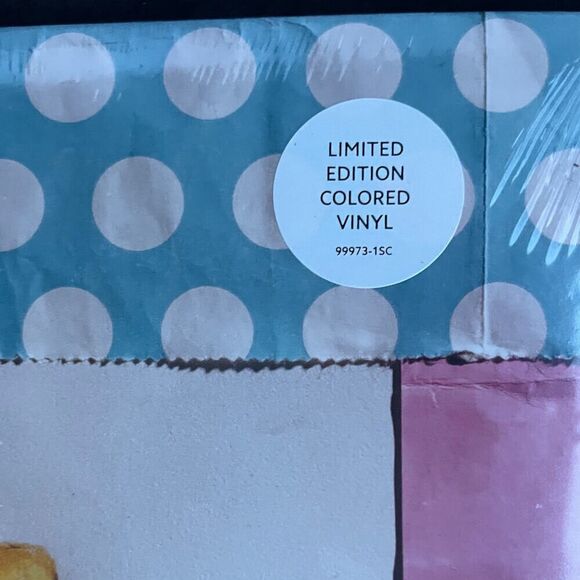 LIMITED
EDITION
COLORED
VINYL
99973-1SC